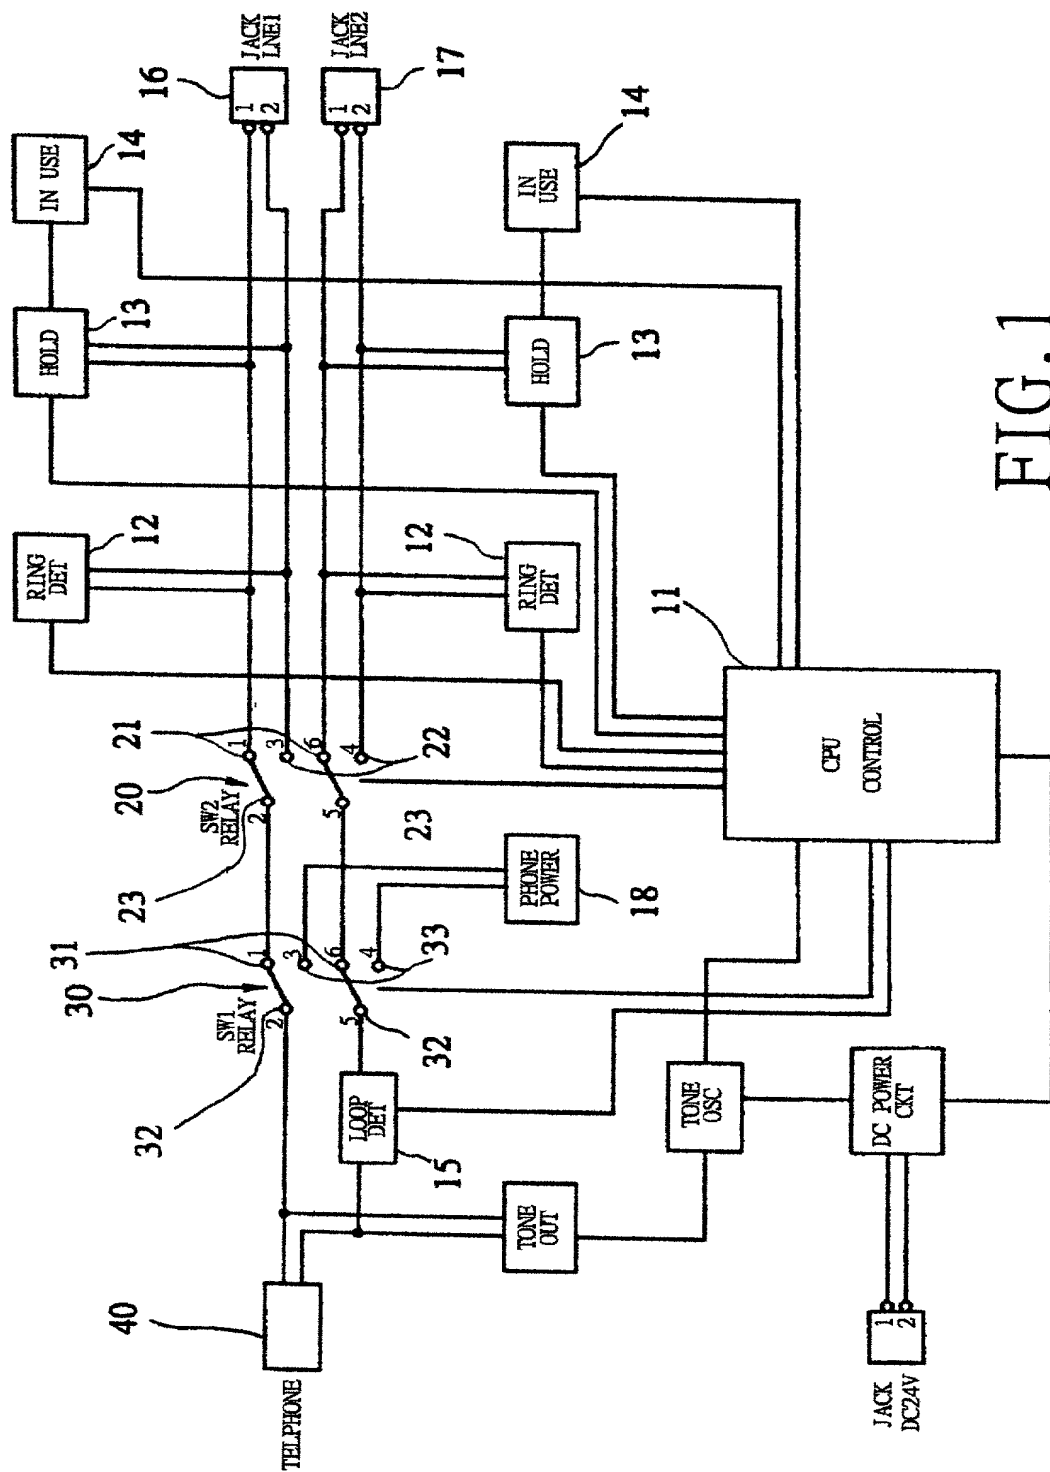 TELPHONE
40
32
SW1
RELAY
30
31
2
1
3
5
6
4
32
33
LOOP
DET
15
TONE
OUT
TONE
OSC
JACK
DC24V
1
2
DC POWER
CKT
PHONE
POWER
18
23
SW2
RELAY
20
21
2
1
3
5
6
4
22
23
CPU
CONTROL
11
RING
DET
12
RING
DET
12
HOLD
13
HOLD
13
IN USE
14
IN
USE
14
16
1
2
JACK
LNE1
1
2
17
JACK
LNE2
FIG.1